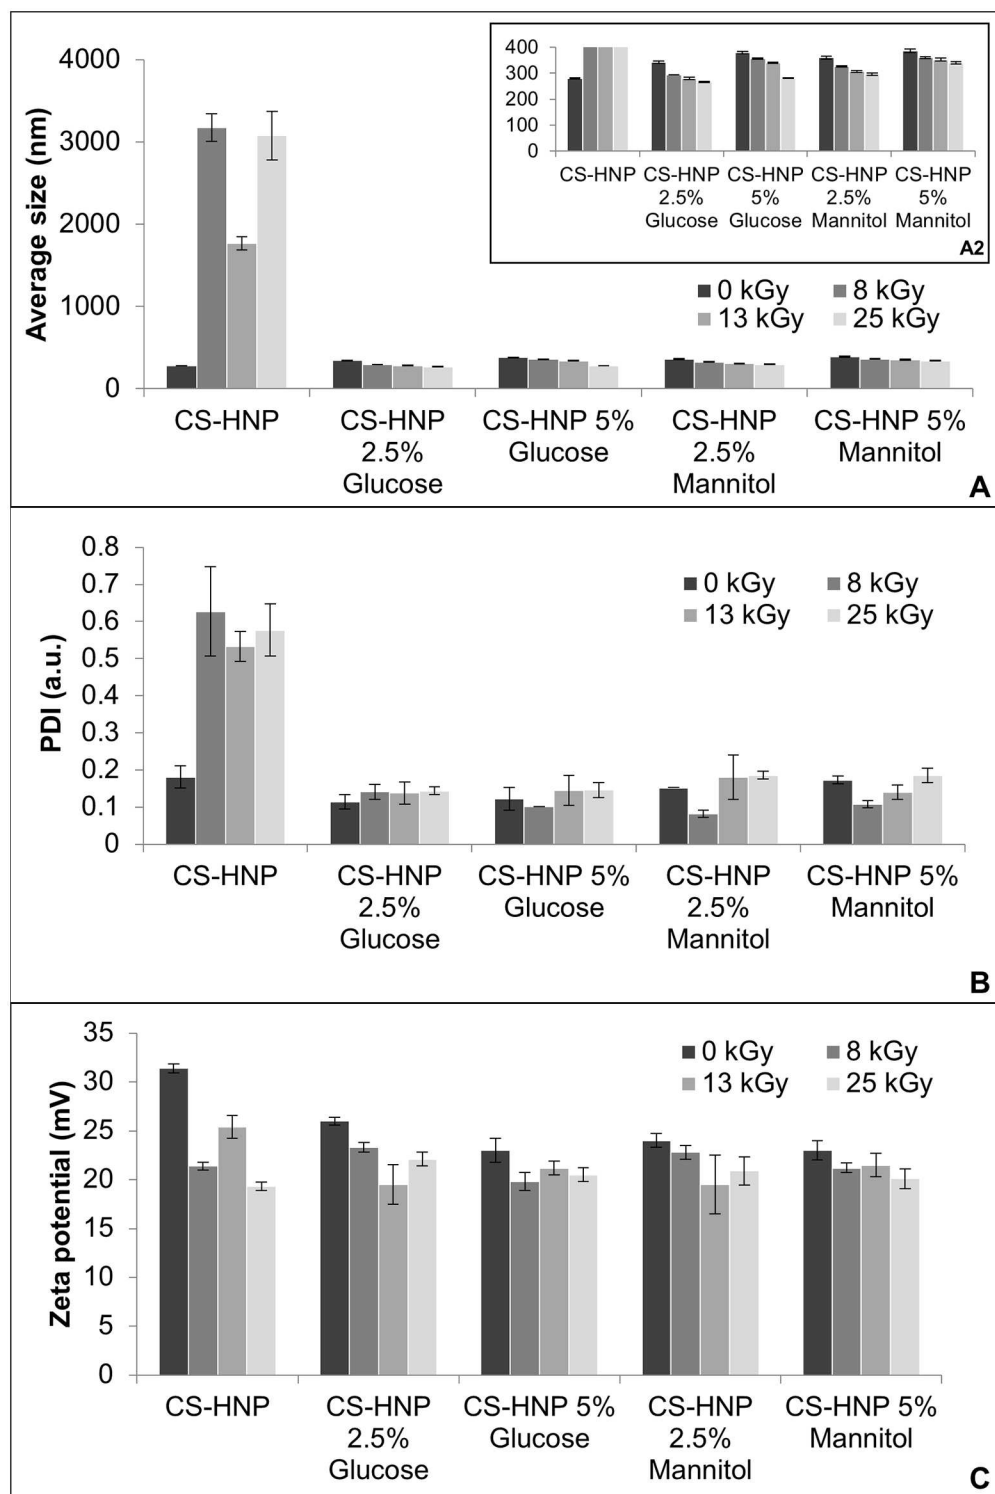 4000
3000
2000
1000
0
Average size (nm)
400
300
200
100
0
CS-HNP
CS-HNP
2.5%
Glucose
CS-HNP
5%
Glucose
CS-HNP
2.5%
Mannitol
CS-HNP
5%
Mannitol
A2
0 kGy
8 kGy
13 kGy
25 kGy
CS-HNP
CS-HNP
2.5%
Glucose
CS-HNP 5%
Glucose
CS-HNP
2.5%
Mannitol
CS-HNP 5%
Mannitol
A
0.8
0.7
0.6
0.5
0.4
0.3
0.2
0.1
0
PDI (a.u.)
0 kGy
8 kGy
13 kGy
25 kGy
CS-HNP
CS-HNP
2.5%
Glucose
CS-HNP 5%
Glucose
CS-HNP
2.5%
Mannitol
CS-HNP 5%
Mannitol
B
35
30
25
20
15
10
5
0
Zeta potential (mV)
0 kGy
8 kGy
13 kGy
25 kGy
CS-HNP
CS-HNP
2.5%
Glucose
CS-HNP 5%
Glucose
CS-HNP
2.5%
Mannitol
CS-HNP 5%
Mannitol
C